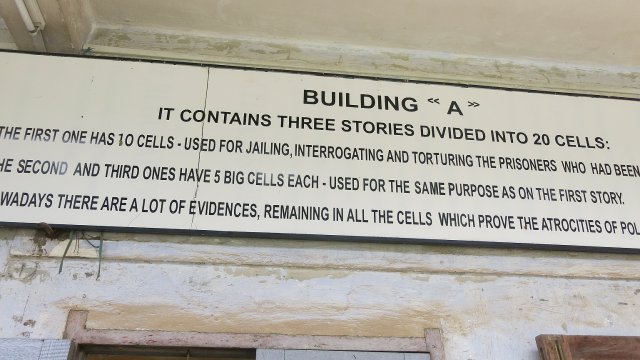 BUILDING “A”
IT CONTAINS THREE STORIES DIVIDED INTO 20 CELLS:
THE FIRST ONE HAS 10 CELLS - USED FOR JAILING, INTERROGATING AND TORTURING THE PRISONERS WHO HAD BEEN
HE SECOND AND THIRD ONES HAVE 5 BIG CELLS EACH - USED FOR THE SAME PURPOSE AS ON THE FIRST STORY.
WADAYS THERE ARE A LOT OF EVIDENCES, REMAINING IN ALL THE CELLS WHICH PROVE THE ATROCITIES OF POL